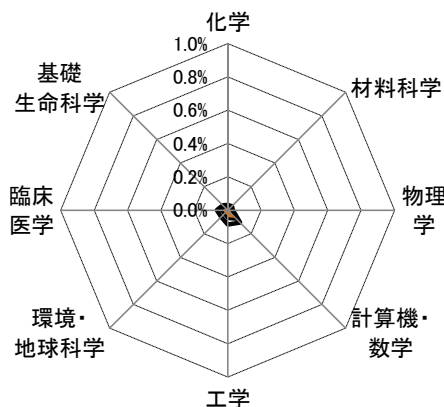 化学
1.0%
0.8%
0.6%
0.4%
0.2%
0.0%
材料科学
物理
学
計算機・
数学
工学
環境・
地球科学
臨床
医学
基礎
生命科学